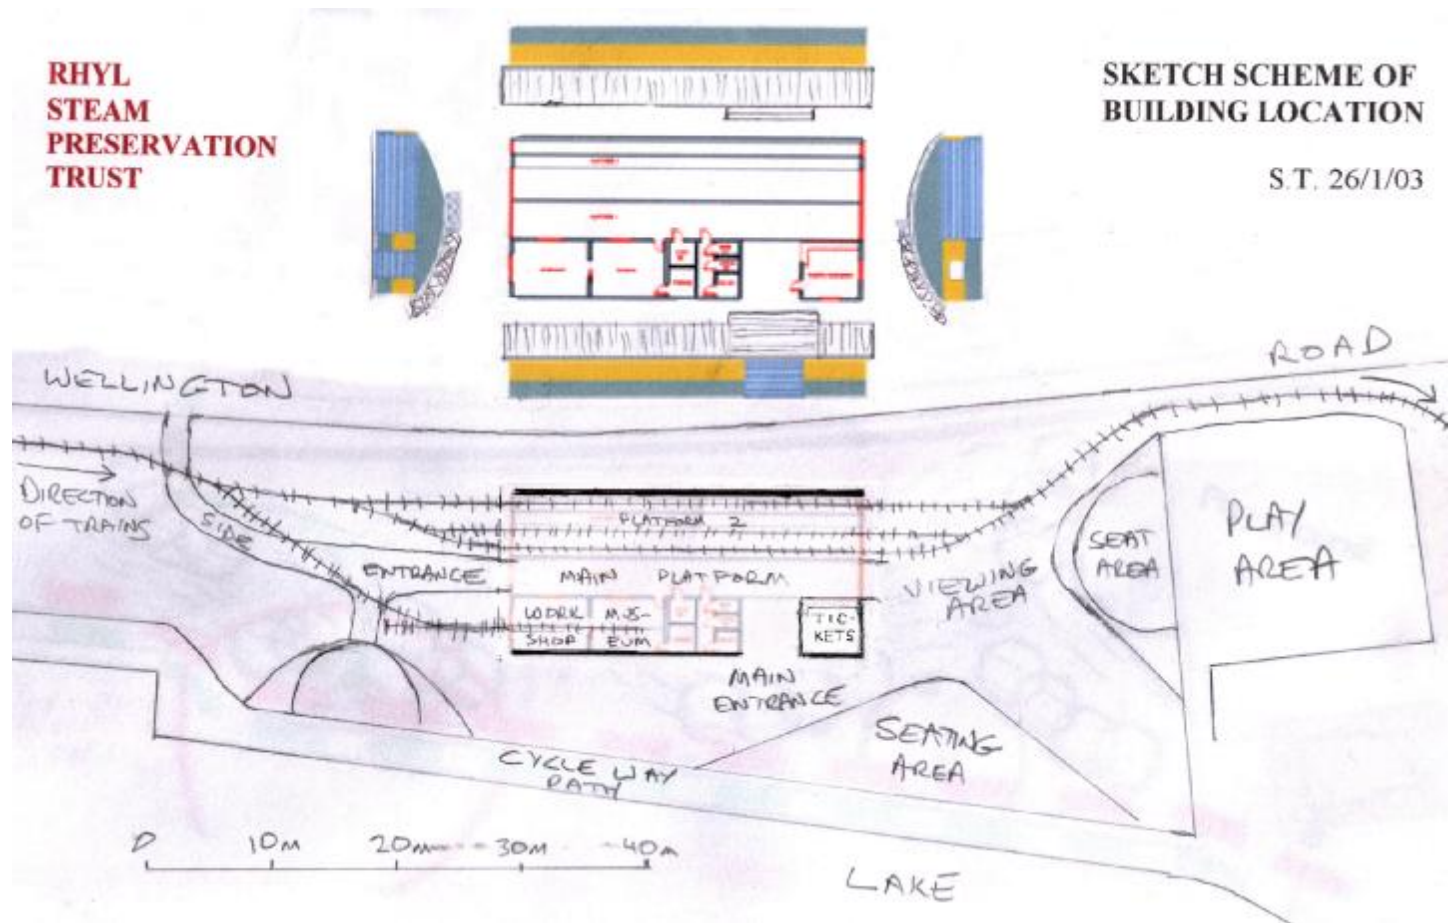 RHYL
STEAM
PRESERVATION
TRUST
SKETCH SCHEME OF
BUILDING LOCATION
S.T. 26/1/03
WELLINGTON
ROAD
DIRECTION
OF TRAINS
SIDE
ENTRANCE
PLATFORM 2
MAIN PLATFORM
WORK
SHOP
MUS-
EUM
TIC-
KETS
MAIN
ENTRANCE
VIEWING
AREA
SEAT
AREA
PLAY
AREA
SEATING
AREA
CYCLE WAY
PATH
0 10m 20m 30m 40m
LAKE